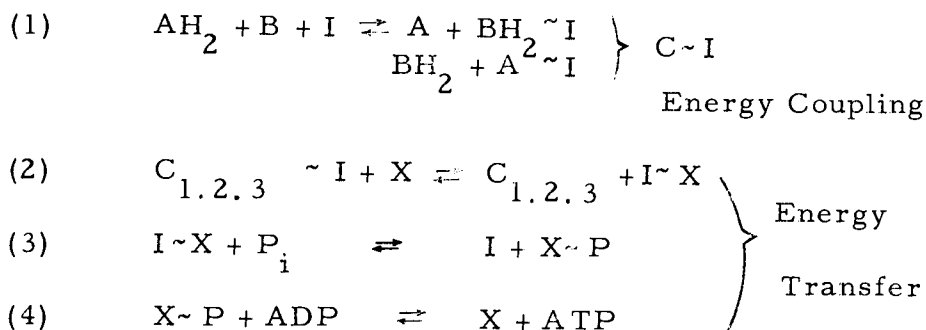 (1) AH2 + B + I ⇌ A + BH2 ~ I
BH2 + A ~ I } C ~ I
Energy Coupling
(2) C1.2.3 ~ I + X ⇌ C1.2.3 + I ~ X
(3) I ~ X + Pi ⇌ I + X ~ P
(4) X ~ P + ADP ⇌ X + ATP
Energy
Transfer